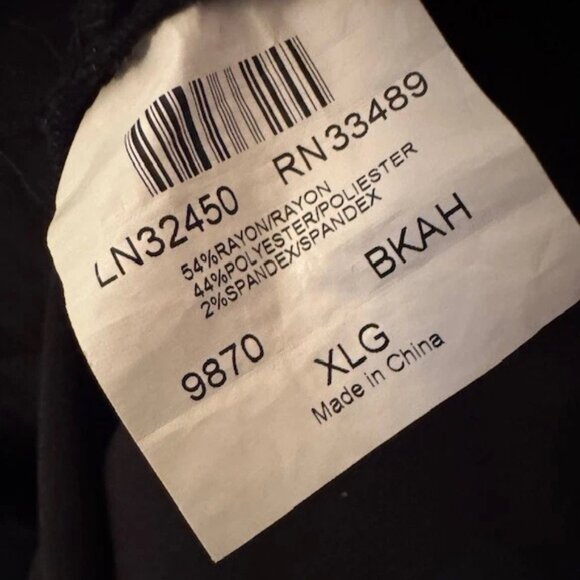 LN32450 RN33489
54%RAYON/RAYON
44%POLYESTER/POLIESTER
2%SPANDEX/SPANDEX
BKAH
9870 XLG
Made in China